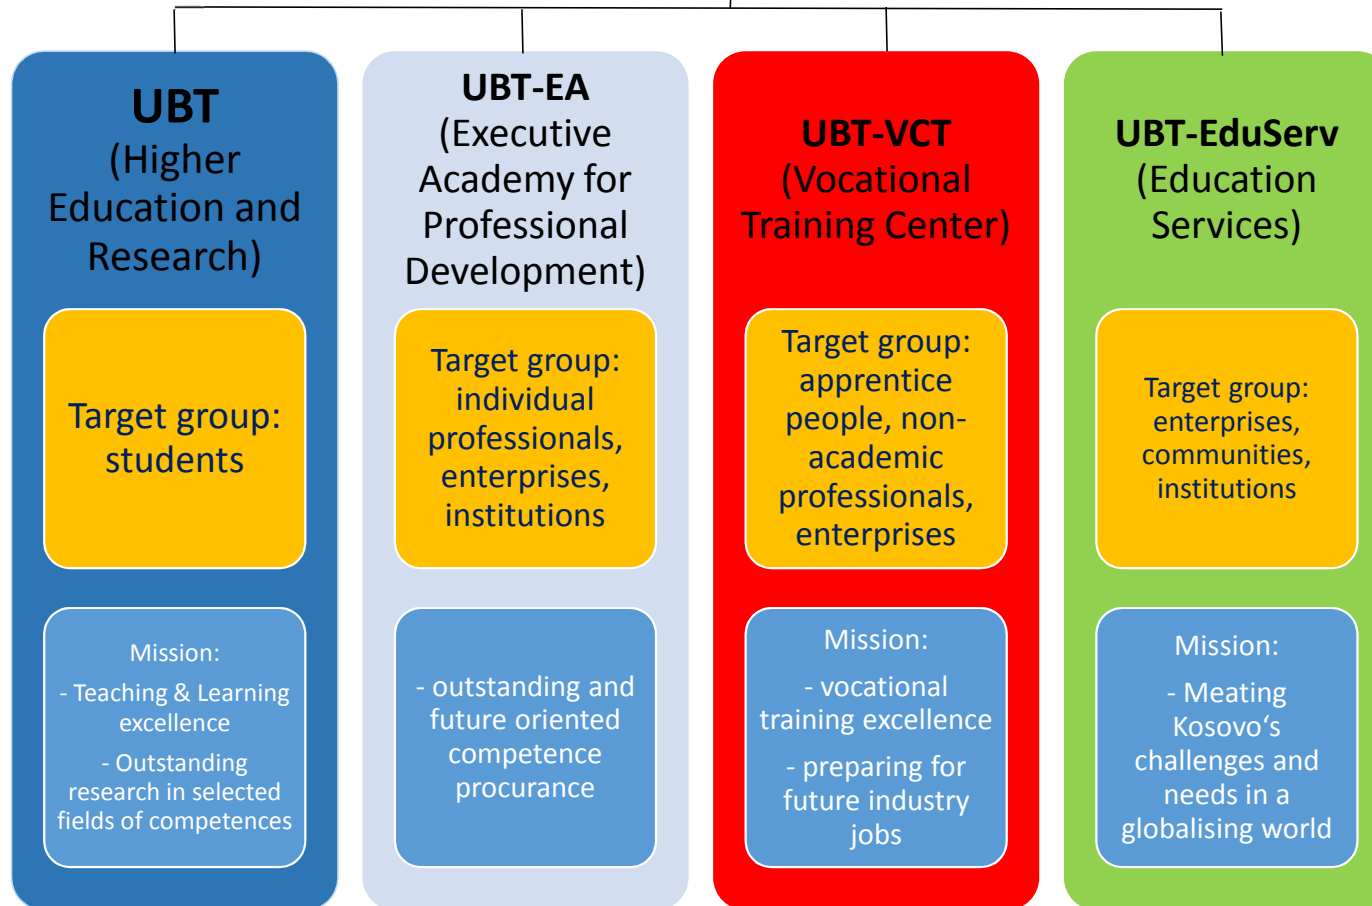 UBT
(Higher
Education and
Research)
Target group:
students
Mission:
- Teaching & Learning
excellence
- Outstanding
research in selected
fields of competences
UBT-EA
(Executive
Academy for
Professional
Development)
Target group:
individual
professionals,
enterprises,
institutions
- outstanding and
future oriented
competence
procurance
UBT-VCT
(Vocational
Training Center)
Target group:
apprentice
people, non-
academic
professionals,
enterprises
Mission:
- vocational
training excellence
- preparing for
future industry
jobs
UBT-EduServ
(Education
Services)
Target group:
enterprises,
communities,
institutions
Mission:
- Meating
Kosovo‘s
challenges and
needs in a
globalising world